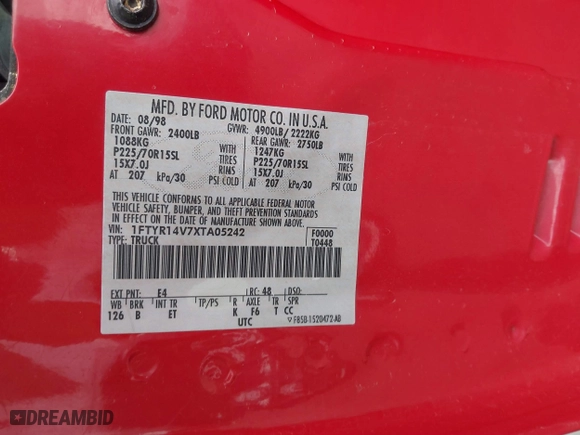 MFD. BY FORD MOTOR CO. IN U.S.A.
DATE: 08/98 GVWR: 4900LB/ 2222KG
FRONT GAWR: 2400LB REAR GAWR: 2750LB
1088KG WITH 1247KG WITH
P225/70R15SL TIRES P225/70R15SL TIRES
15X7.0J RIMS 15X7.0J RIMS
AT 207 kPa/30 PSI COLD AT 207 kPa/30 PSI COLD
THIS VEHICLE CONFORMS TO ALL APPLICABLE FEDERAL MOTOR
VEHICLE SAFETY, BUMPER, AND THEFT PREVENTION STANDARDS
IN EFFECT ON THE DATE OF MANUFACTURE SHOWN ABOVE.
VIN: 1FTYR14V7XTA05242 F0000
TYPE: TRUCK T0448
EXT PNT: E4 RC: 48 DSO:
WB BRK INT TR TP/PS R AXLE TR SPR
126 B ET K F6 T CC
UTC F85B-1520472-AB
DREAMBID